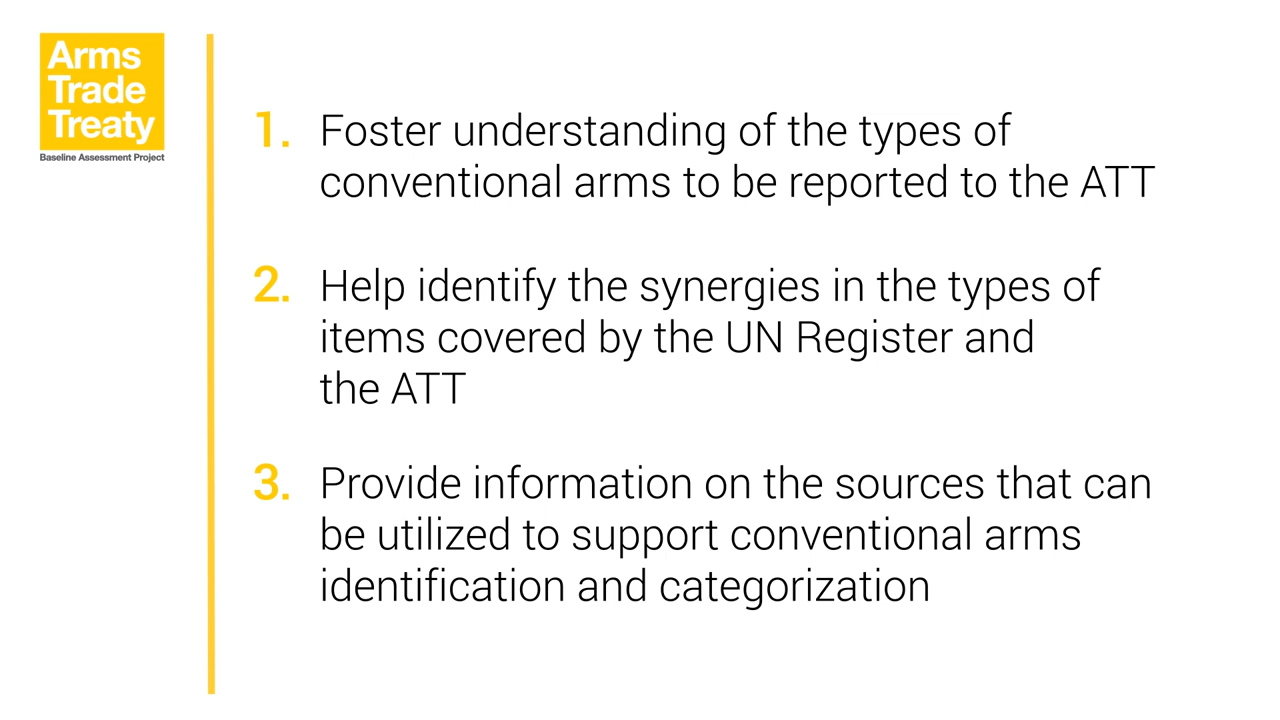 Arms
Trade
Treaty
Baseline Assessment Project
1. Foster understanding of the types of
conventional arms to be reported to the ATT
2. Help identify the synergies in the types of
items covered by the UN Register and
the ATT
3. Provide information on the sources that can
be utilized to support conventional arms
identification and categorization